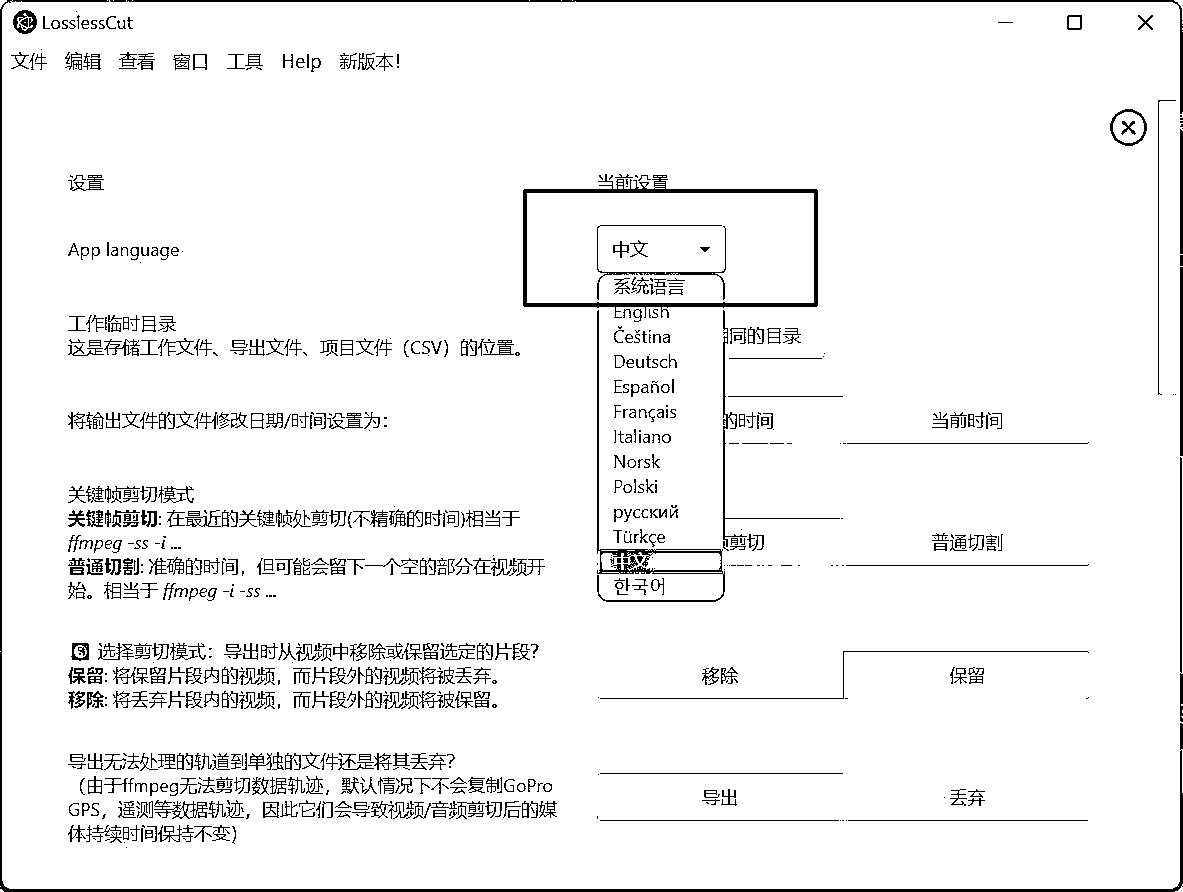 LosslessCut
文件 编辑 查看 窗口 工具 Help 新版本!
设置 当前设置
App language 中文
系统语言
English
Čeština
Deutsch
Español
Français
Italiano
Norsk
Polski
русский
Türkçe
中文
한국어
工作临时目录
这是存储工作文件、导出文件、项目文件（CSV）的位置。 同的目录
将输出文件的文件修改日期/时间设置为: 的时间 当前时间
关键帧剪切模式
关键帧剪切: 在最近的关键帧处剪切(不精确的时间)相当于
ffmpeg -ss -i ... 剪切 普通切割
普通切割: 准确的时间，但可能会留下一个空的部分在视频开
始。相当于 ffmpeg -i -ss ...
选择剪切模式：导出时从视频中移除或保留选定的片段?
保留: 将保留片段内的视频，而片段外的视频将被丢弃。 移除 保留
移除: 将丢弃片段内的视频，而片段外的视频将被保留。
导出无法处理的轨道到单独的文件还是将其丢弃?
（由于ffmpeg无法剪切数据轨迹，默认情况下不会复制GoPro 导出 丢弃
GPS，遥测等数据轨迹，因此它们会导致视频/音频剪切后的媒
体持续时间保持不变）